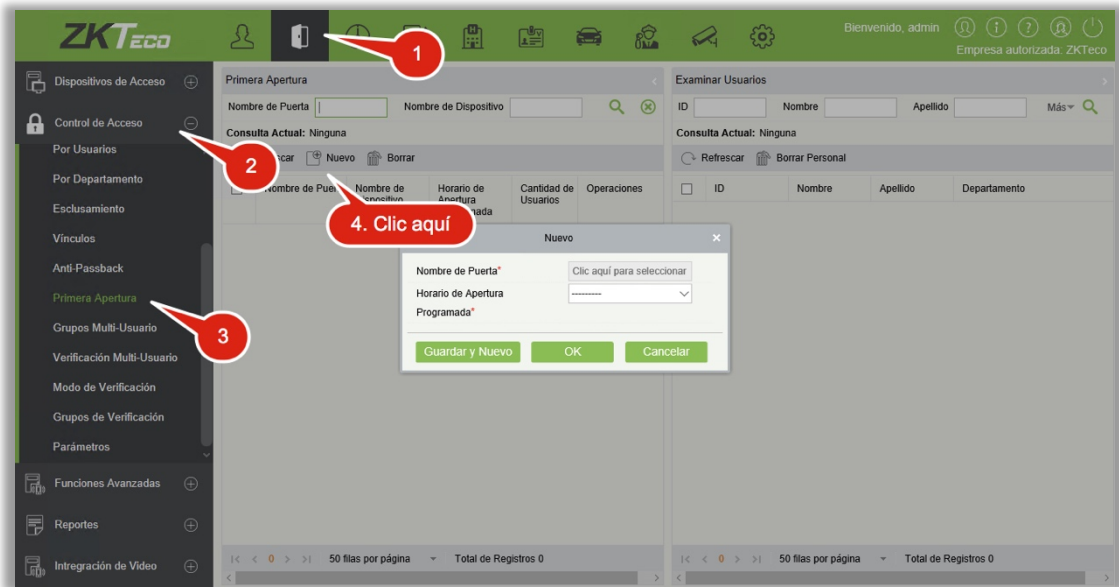 ZKTeco
Bienvenido, admin
Empresa autorizada: ZKTeco
1
Dispositivos de Acceso
Control de Acceso
2
Por Usuarios
Por Departamento
Esclusamiento
Vínculos
Anti-Passback
Primera Apertura
3
Grupos Multi-Usuario
Verificación Multi-Usuario
Modo de Verificación
Grupos de Verificación
Parámetros
Funciones Avanzadas
Reportes
Intregración de Video
Primera Apertura
Nombre de Puerta
Nombre de Dispositivo
Consulta Actual: Ninguna
Nuevo
Borrar
Nombre de
Horario de
Apertura
Cantidad de
Usuarios
Operaciones
4. Clic aquí
50 filas por página
Total de Registros 0
0
Examinar Usuarios
ID
Nombre
Apellido
Más
Consulta Actual: Ninguna
Refrescar
Borrar Personal
ID
Nombre
Apellido
Departamento
0
50 filas por página
Total de Registros 0
Nuevo
Nombre de Puerta*
Clic aquí para seleccionar
Horario de Apertura
Programada*
---------
Guardar y Nuevo
OK
Cancelar